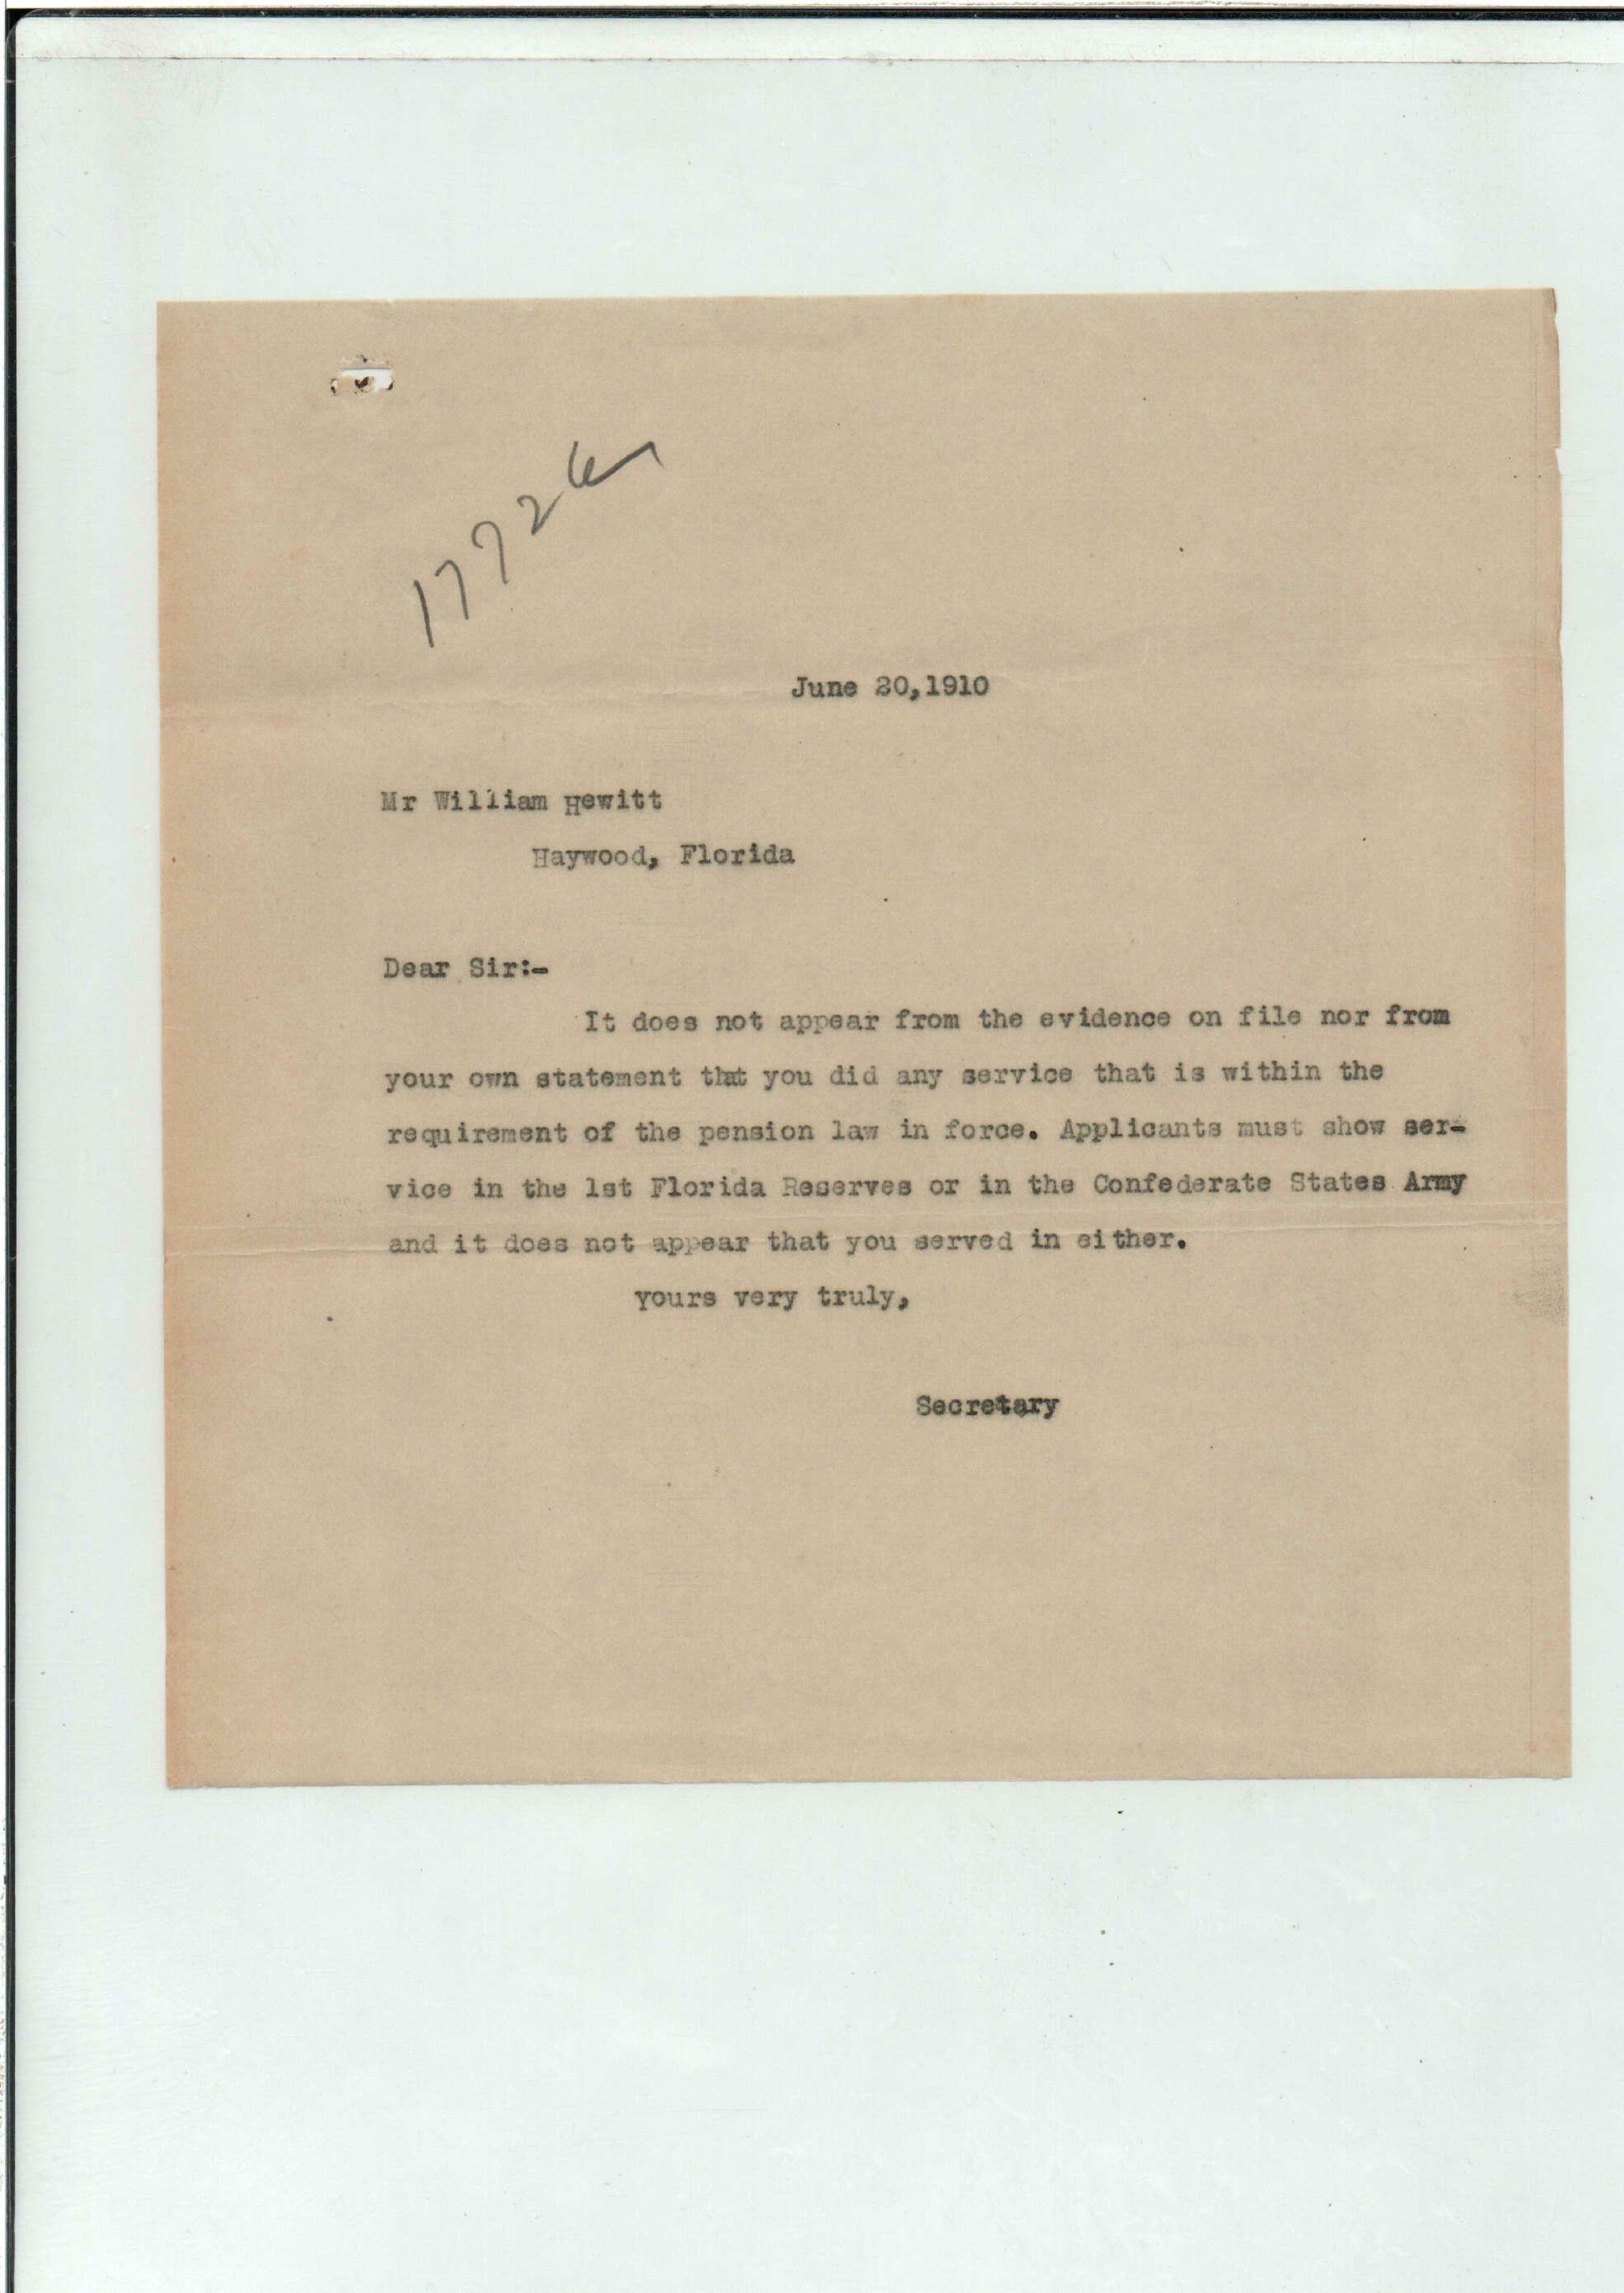 17726
June 20,1910
Mr William Hewitt
Haywood, Florida
Dear Sir:-
It does not appear from the evidence on file nor from
your own statement that you did any service that is within the
requirement of the pension law in force. Applicants must show ser-
vice in the 1st Florida Reserves or in the Confederate States Army
and it does not appear that you served in either.
Yours very truly,
Secretary